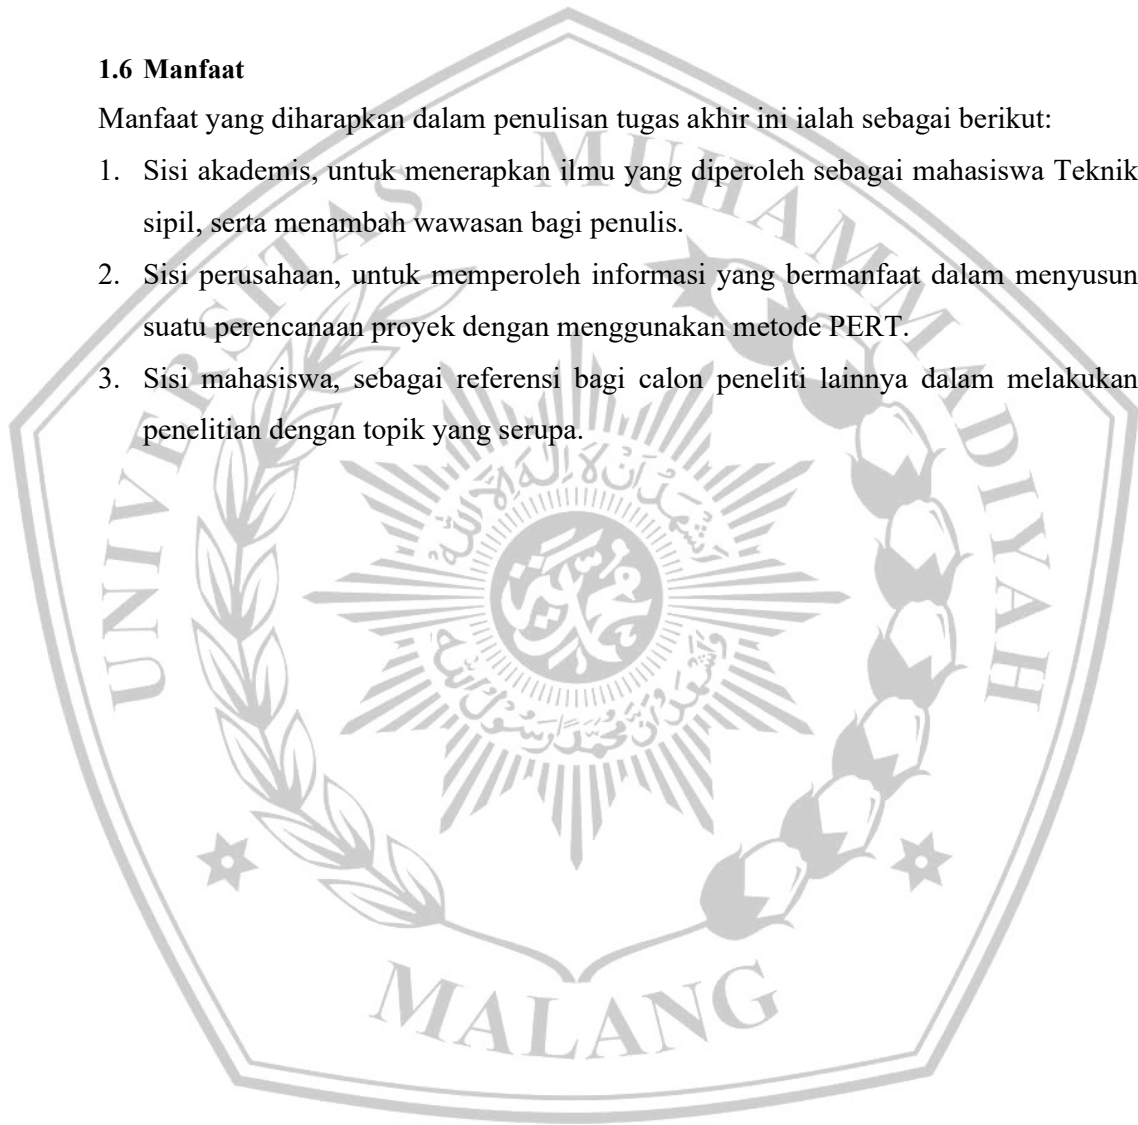 1.6 Manfaat
Manfaat yang diharapkan dalam penulisan tugas akhir ini ialah sebagai berikut:
1. Sisi akademis, untuk menerapkan ilmu yang diperoleh sebagai mahasiswa Teknik
sipil, serta menambah wawasan bagi penulis.
2. Sisi perusahaan, untuk memperoleh informasi yang bermanfaat dalam menyusun
suatu perencanaan proyek dengan menggunakan metode PERT.
3. Sisi mahasiswa, sebagai referensi bagi calon peneliti lainnya dalam melakukan
penelitian dengan topik yang serupa.
UNIVERSITAS MUHAMMADIYAH
MALANG